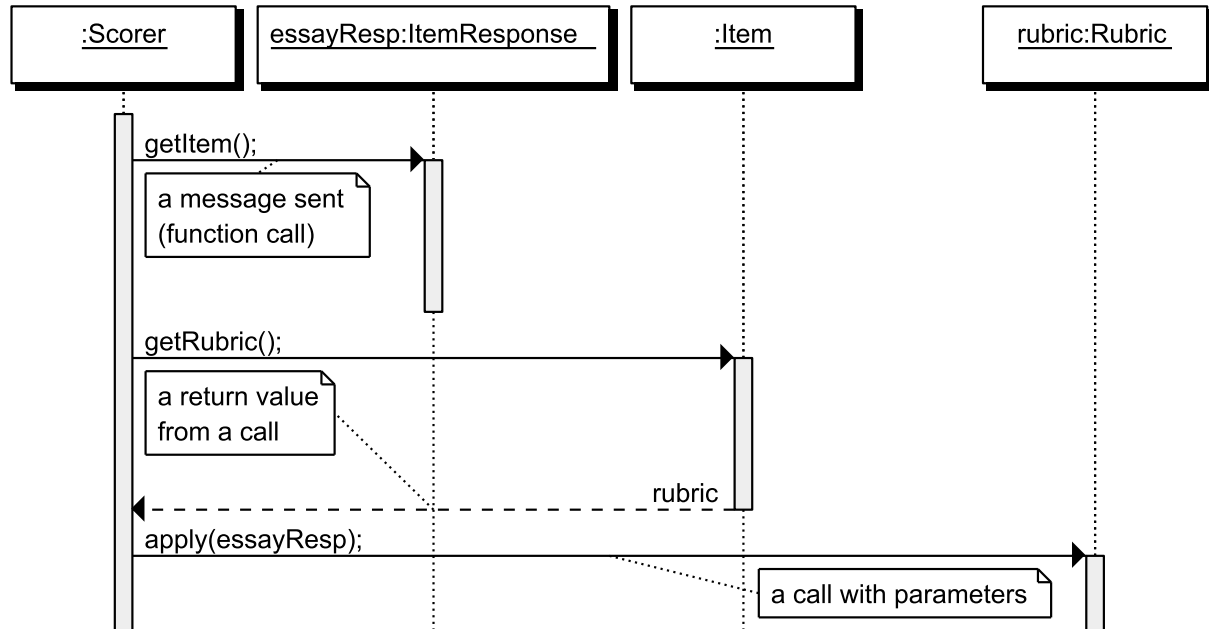 :Scorer
essayResp:ItemResponse
:Item
rubric:Rubric
getItem();
a message sent
(function call)
getRubric();
a return value
from a call
rubric
apply(essayResp);
a call with parameters